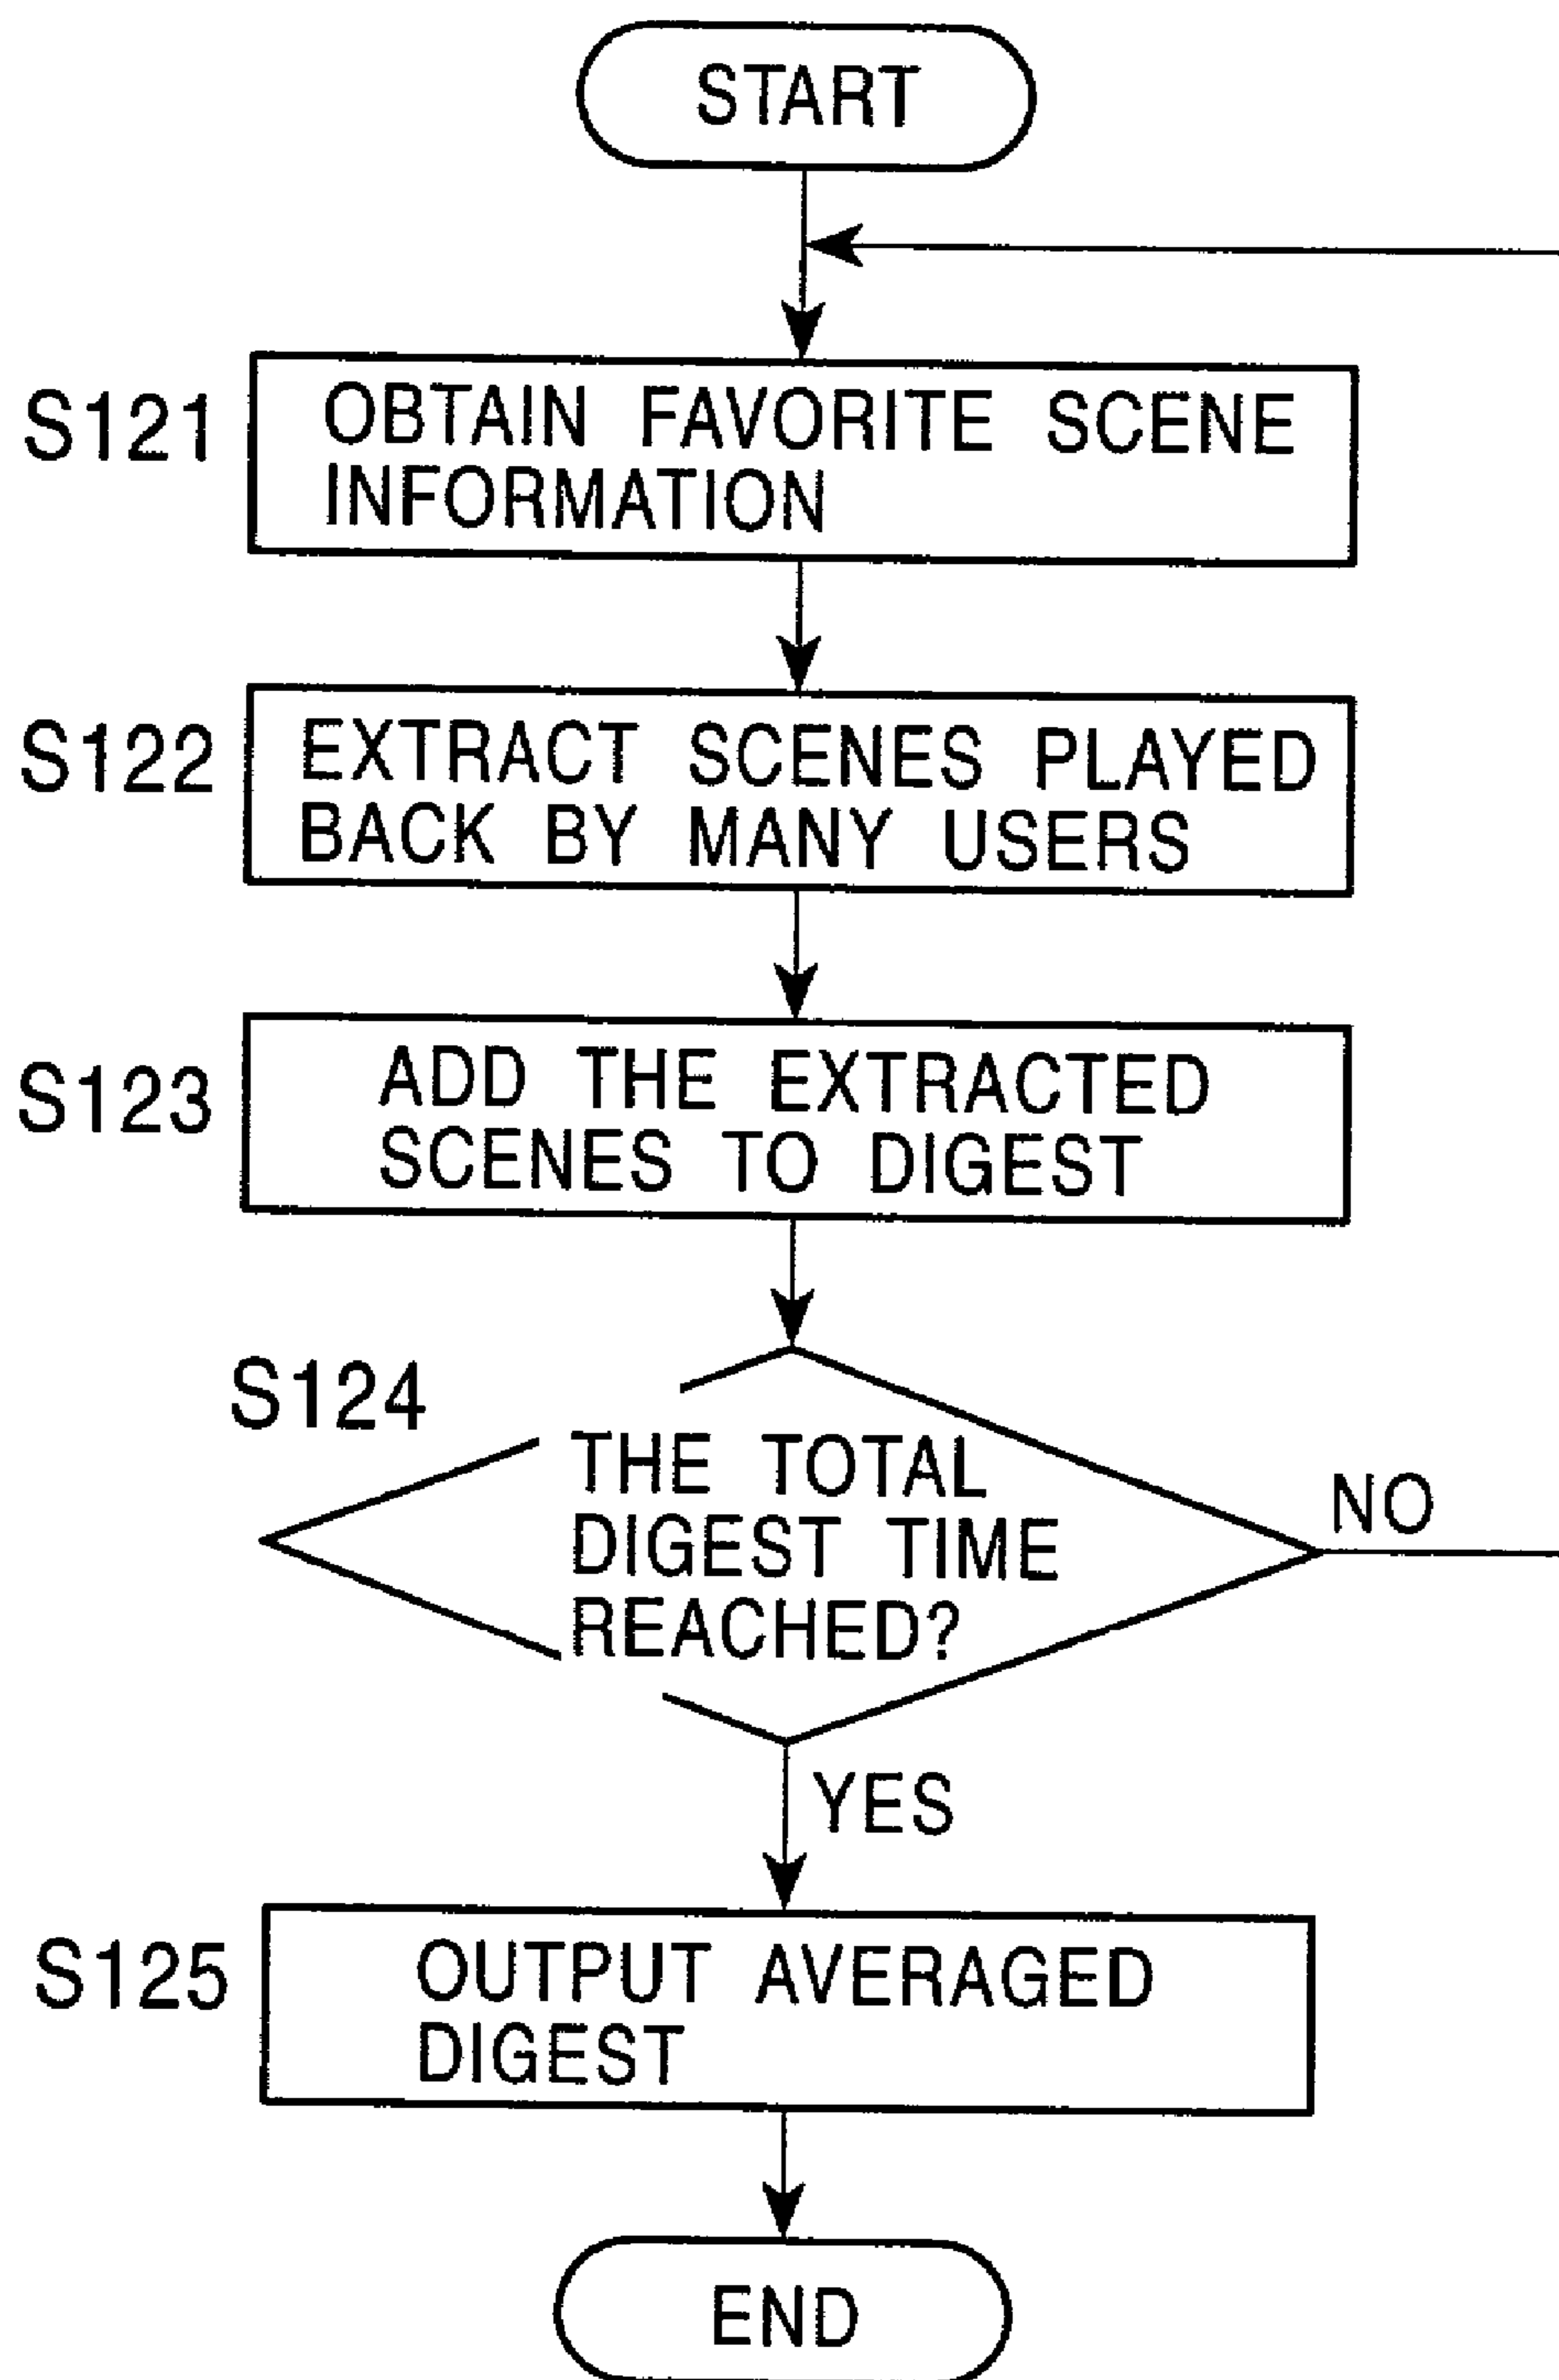 START
S121
OBTAIN FAVORITE SCENE
INFORMATION
S122
EXTRACT SCENES PLAYED
BACK BY MANY USERS
S123
ADD THE EXTRACTED
SCENES TO DIGEST
S124
THE TOTAL
DIGEST TIME
REACHED?
NO
YES
S125
OUTPUT AVERAGED
DIGEST
END